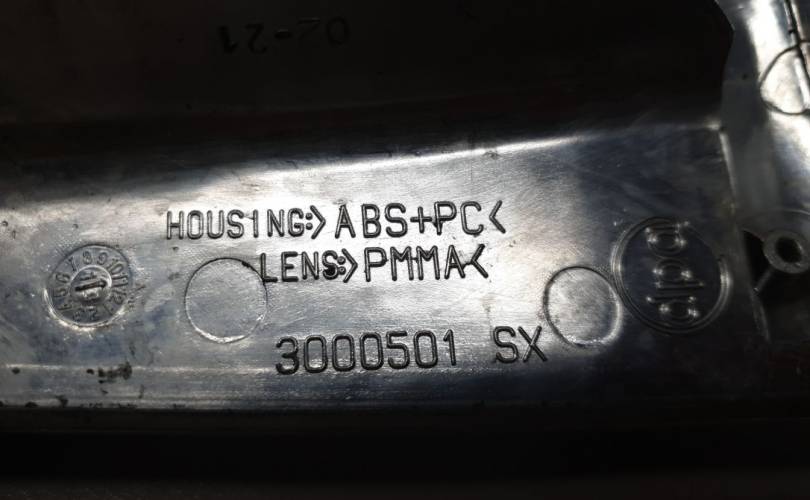 02-21
HOUSING:>ABS+PC<
LENS:>PMMA<
3000501 SX